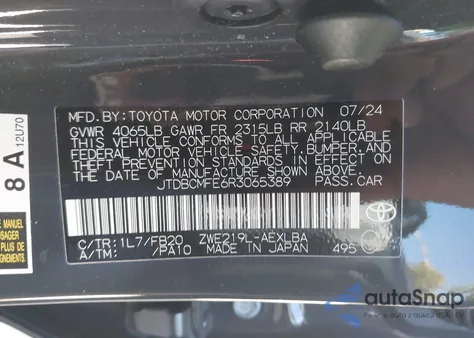 MFD.BY:TOYOTA MOTOR CORPORATION 07/24
GVWR 4065LB GAWR FR 2315LB RR 2140LB
THIS VEHICLE CONFORMS TO ALL APPLICABLE
FEDERAL MOTOR VEHICLE SAFETY, BUMPER,
AND THEFT PREVENTION STANDARDS IN EFFECT ON
THE DATE OF MANUFACTURE SHOWN ABOVE.
JTDBCMFE6R3065389 PASS.CAR
C/TR:1L7/FB20 ZWE219L-AEXLBA
A/TM: /PA10 MADE IN JAPAN 495
8 A 12U70
autoSnap